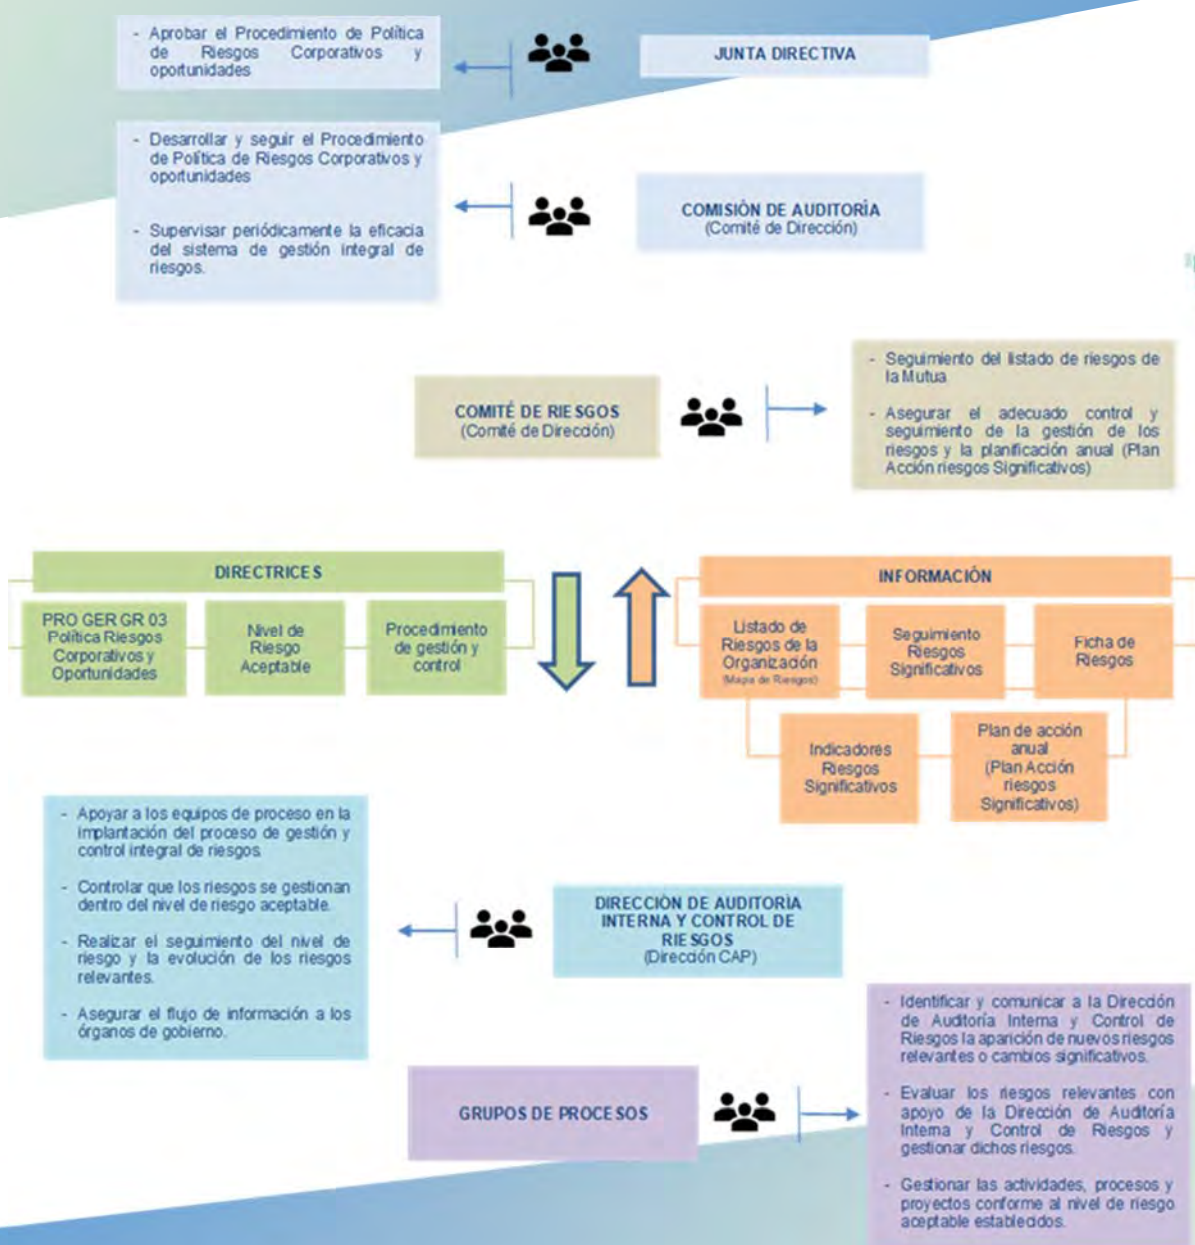 - Aprobar el Procedimiento de Política
de Riesgos Corporativos y
oportunidades
JUNTA DIRECTIVA
- Desarrollar y seguir el Procedimiento
de Política de Riesgos Corporativos y
oportunidades
- Supervisar periódicamente la eficacia
del sistema de gestión integral de
riesgos.
COMISIÓN DE AUDITORÍA
(Comité de Dirección)
COMITÉ DE RIESGOS
(Comité de Dirección)
- Seguimiento del listado de riesgos de
la Mutua
- Asegurar el adecuado control y
seguimiento de la gestión de los
riesgos y la planificación anual (Plan
Acción riesgos Significativos)
DIRECTRICES
PRO GER GR 03
Política Riesgos
Corporativos y
Oportunidades
Nivel de
Riesgo
Aceptable
Procedimiento
de gestión y
control
INFORMACIÓN
Listado de
Riesgos de la
Organización
(Mapa de Riesgos)
Seguimiento
Riesgos
Significativos
Ficha de
Riesgos
Indicadores
Riesgos
Significativos
Plan de acción
anual
(Plan Acción
riesgos
Significativos)
- Apoyar a los equipos de proceso en la
implantación del proceso de gestión y
control integral de riesgos.
- Controlar que los riesgos se gestionan
dentro del nivel de riesgo aceptable.
- Realizar el seguimiento del nivel de
riesgo y la evolución de los riesgos
relevantes.
- Asegurar el flujo de información a los
órganos de gobierno.
DIRECCIÓN DE AUDITORÍA
INTERNA Y CONTROL DE
RIESGOS
(Dirección CAP)
GRUPOS DE PROCESOS
- Identificar y comunicar a la Dirección
de Auditoría Interna y Control de
Riesgos la aparición de nuevos riesgos
relevantes o cambios significativos.
- Evaluar los riesgos relevantes con
apoyo de la Dirección de Auditoría
Interna y Control de Riesgos y
gestionar dichos riesgos.
- Gestionar las actividades, procesos y
proyectos conforme al nivel de riesgo
aceptable establecidos.